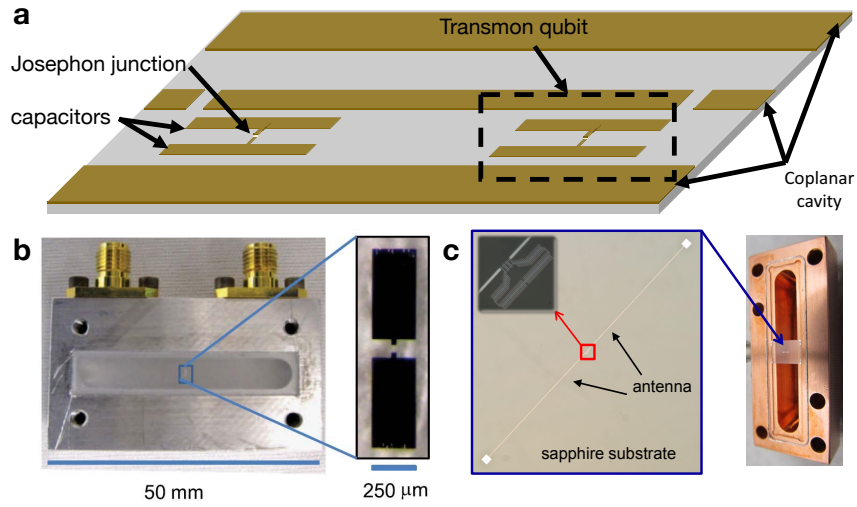 a
Transmon qubit
Josephon junction
capacitors
Coplanar
cavity
b
c
antenna
sapphire substrate
50 mm
250 μm